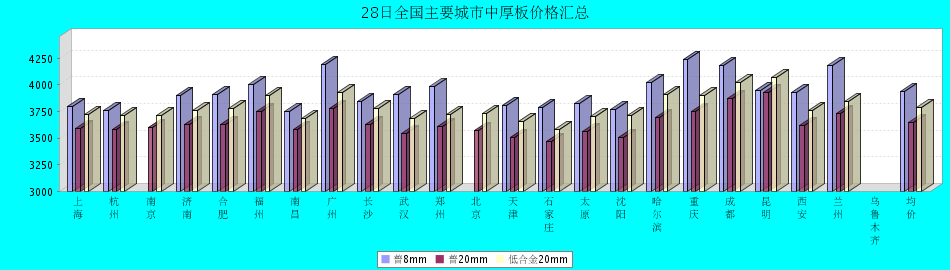 28日全国主要城市中厚板价格汇总
4250
4000
3750
3500
3250
3000
上海 杭州 南京 济南 合肥 福州 南昌 广州 长沙 武汉 郑州 北京 天津 石家庄 太原 沈阳 哈尔滨 重庆 成都 昆明 西安 兰州 乌鲁木齐 均价
普8mm 普20mm 低合金20mm